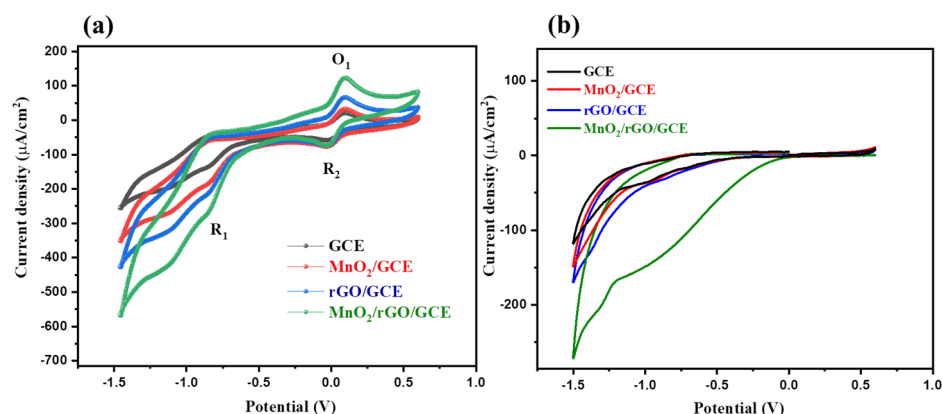 (a)
200
100
0
-100
-200
-300
-400
-500
-600
-700
Current density (μA/cm²)
O₁
R₂
R₁
GCE
MnO₂/GCE
rGO/GCE
MnO₂/rGO/GCE
-1.5 -1.0 -0.5 0.0 0.5 1.0
Potential (V)
(b)
100
0
-100
-200
Current density (μA/cm²)
GCE
MnO₂/GCE
rGO/GCE
MnO₂/rGO/GCE
-1.5 -1.0 -0.5 0.0 0.5 1.0
Potential (V)